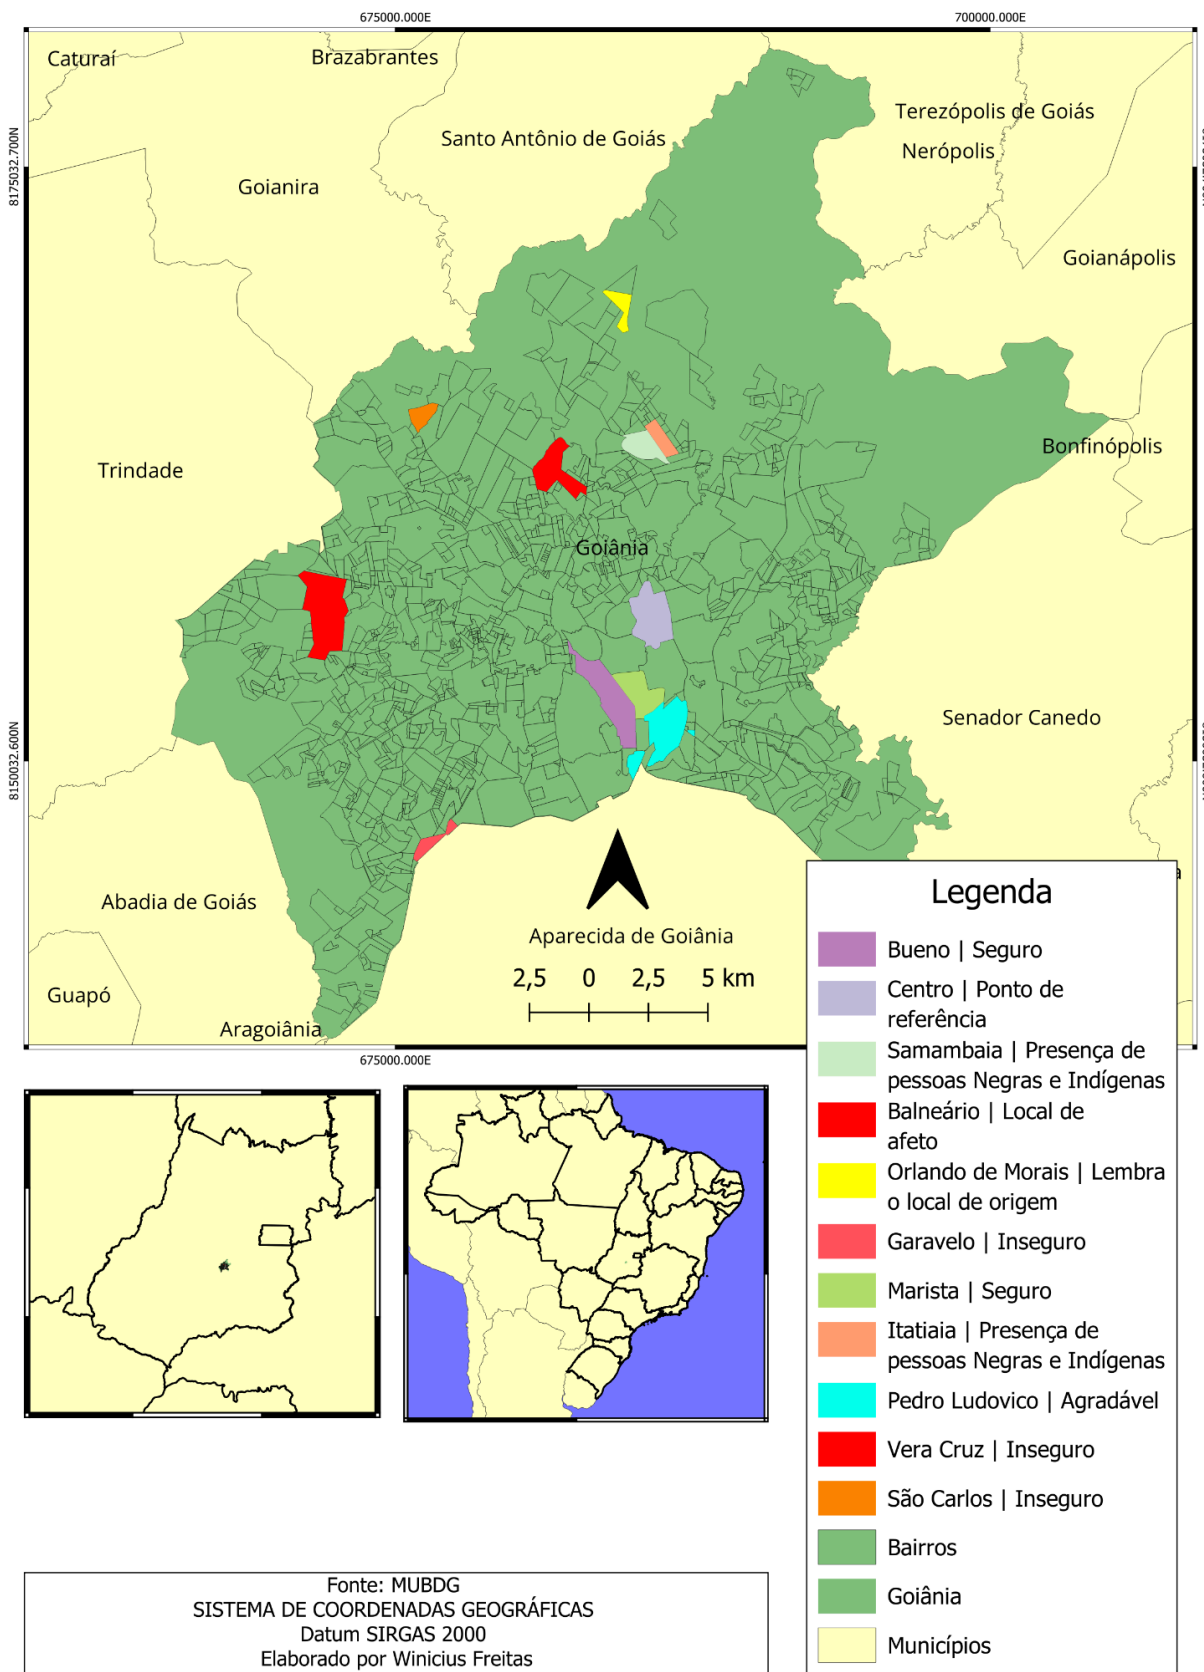 675000.000E
700000.000E
Caturaí
Brazabrantes
Terezópolis de Goiás
Santo Antônio de Goiás
Nerópolis
8175032.700N
Goianira
Goianápolis
Bonfinópolis
Trindade
Goiânia
Senador Canedo
8150032.600N
Abadia de Goiás
Aparecida de Goiânia
2,5 0 2,5 5 km
Guapó
Aragoiânia
675000.000E
Legenda
Bueno | Seguro
Centro | Ponto de
referência
Samambaia | Presença de
pessoas Negras e Indígenas
Balneário | Local de
afeto
Orlando de Morais | Lembra
o local de origem
Garavelo | Inseguro
Marista | Seguro
Itatiaia | Presença de
pessoas Negras e Indígenas
Pedro Ludovico | Agradável
Vera Cruz | Inseguro
São Carlos | Inseguro
Bairros
Goiânia
Municípios
Fonte: MUBDG
SISTEMA DE COORDENADAS GEOGRÁFICAS
Datum SIRGAS 2000
Elaborado por Winicius Freitas